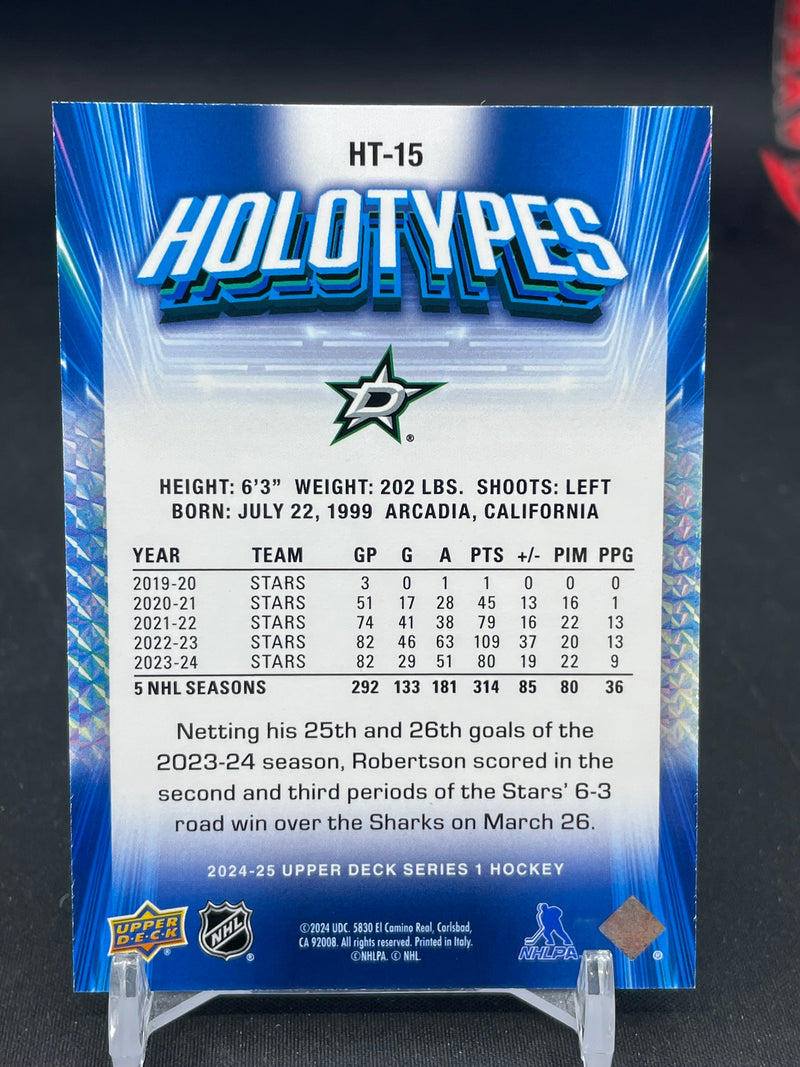 HT-15
HOLOTYPES
D ®
HEIGHT: 6'3" WEIGHT: 202 LBS. SHOOTS: LEFT
BORN: JULY 22, 1999 ARCADIA, CALIFORNIA
YEAR TEAM GP G A PTS +/- PIM PPG
2019-20 STARS 3 0 1 1 0 0 0
2020-21 STARS 51 17 28 45 13 16 1
2021-22 STARS 74 41 38 79 16 22 13
2022-23 STARS 82 46 63 109 37 20 13
2023-24 STARS 82 29 51 80 19 22 9
5 NHL SEASONS 292 133 181 314 85 80 36
Netting his 25th and 26th goals of the
2023-24 season, Robertson scored in the
second and third periods of the Stars' 6-3
road win over the Sharks on March 26.
2024-25 UPPER DECK SERIES 1 HOCKEY
UPPER
D·E·C·K
NHL ®
©2024 UDC. 5830 El Camino Real, Carlsbad,
CA 92008. All rights reserved. Printed in Italy.
©NHLPA. © NHL.
NHLPA ®